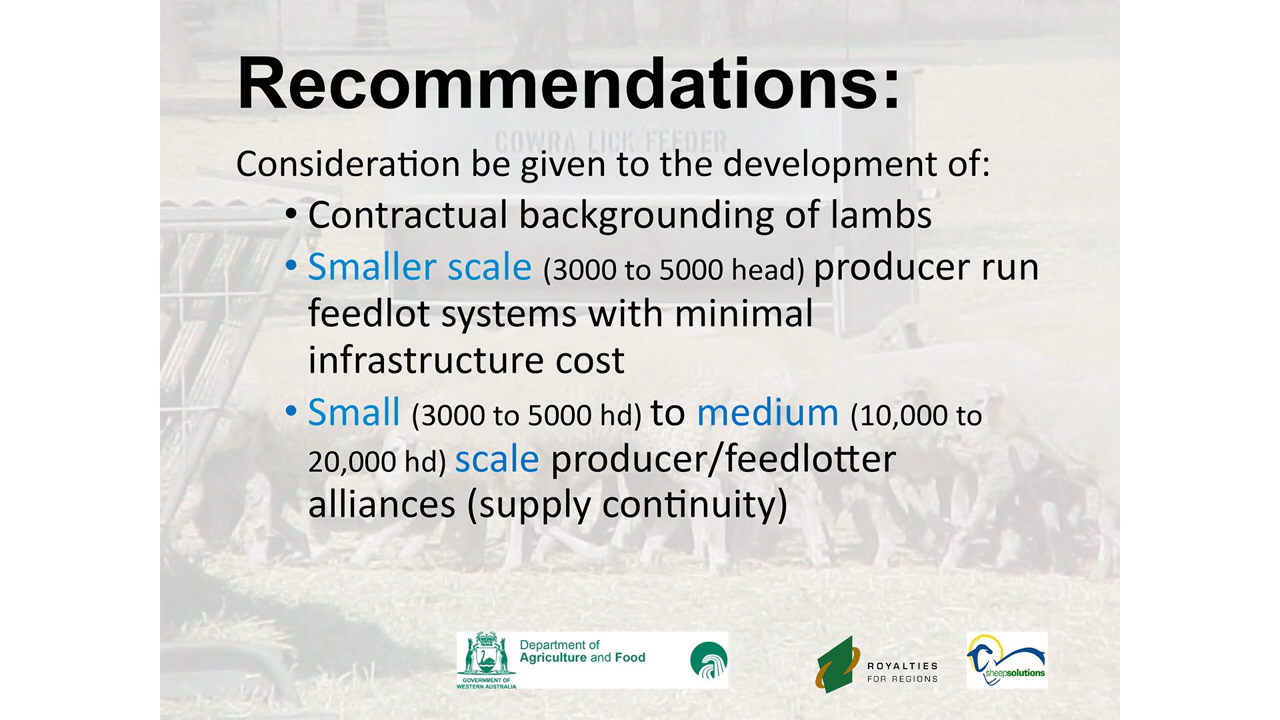 Recommendations:
COWRA LICK FEEDER
Consideration be given to the development of:
• Contractual backgrounding of lambs
• Smaller scale (3000 to 5000 head) producer run
feedlot systems with minimal
infrastructure cost
• Small (3000 to 5000 hd) to medium (10,000 to
20,000 hd) scale producer/feedlotter
alliances (supply continuity)
Department of
Agriculture and Food
GOVERNMENT OF
WESTERN AUSTRALIA
ROYALTIES
FOR REGIONS
sheepsolutions